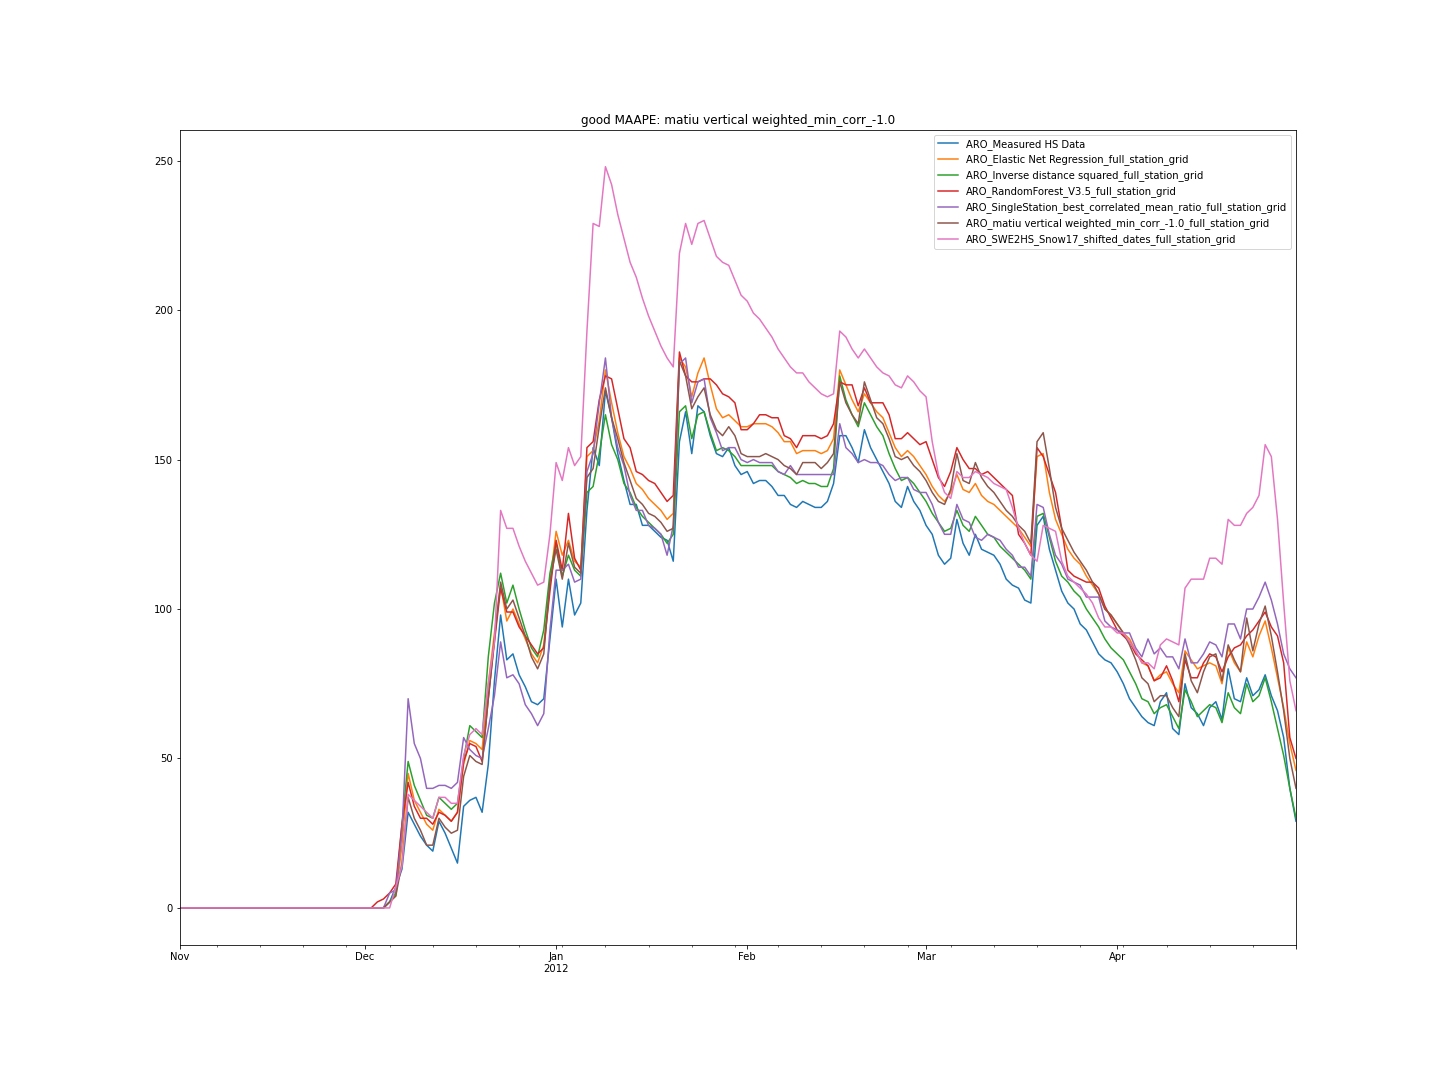 good MAAPE: matiu vertical weighted_min_corr_-1.0
ARO_Measured HS Data
ARO_Elastic Net Regression_full_station_grid
ARO_Inverse distance squared_full_station_grid
ARO_RandomForest_V3.5_full_station_grid
ARO_SingleStation_best_correlated_mean_ratio_full_station_grid
ARO_matiu vertical weighted_min_corr_-1.0_full_station_grid
ARO_SWE2HS_Snow17_shifted_dates_full_station_grid
250
200
150
100
50
0
Nov Dec Jan Feb Mar Apr
2012